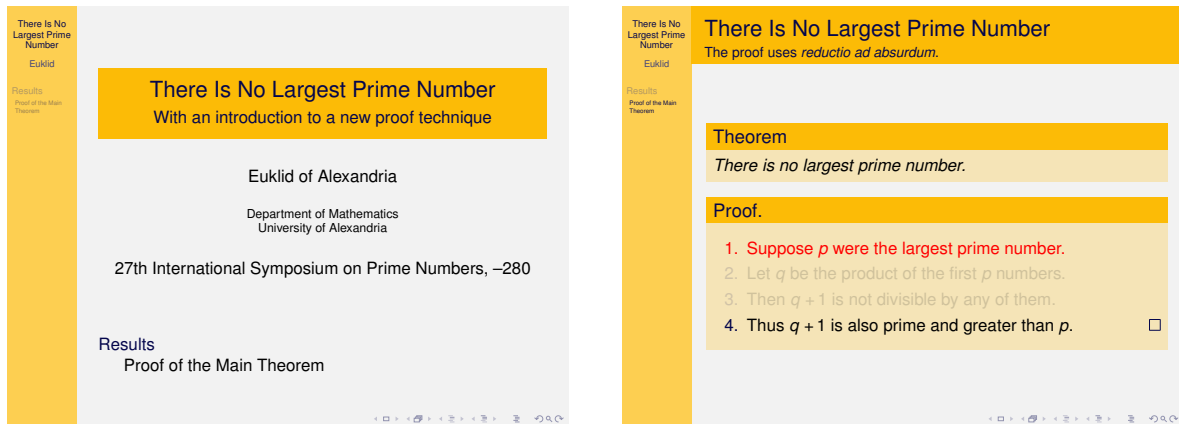 There Is No
Largest Prime
Number
Euklid
Results
Proof of the Main
Theorem
There Is No Largest Prime Number
With an introduction to a new proof technique
Euklid of Alexandria
Department of Mathematics
University of Alexandria
27th International Symposium on Prime Numbers, –280
Results
Proof of the Main Theorem
There Is No
Largest Prime
Number
Euklid
Results
Proof of the Main
Theorem
There Is No Largest Prime Number
The proof uses reductio ad absurdum.
Theorem
There is no largest prime number.
Proof.
1. Suppose p were the largest prime number.
2. Let q be the product of the first p numbers.
3. Then q + 1 is not divisible by any of them.
4. Thus q + 1 is also prime and greater than p. □